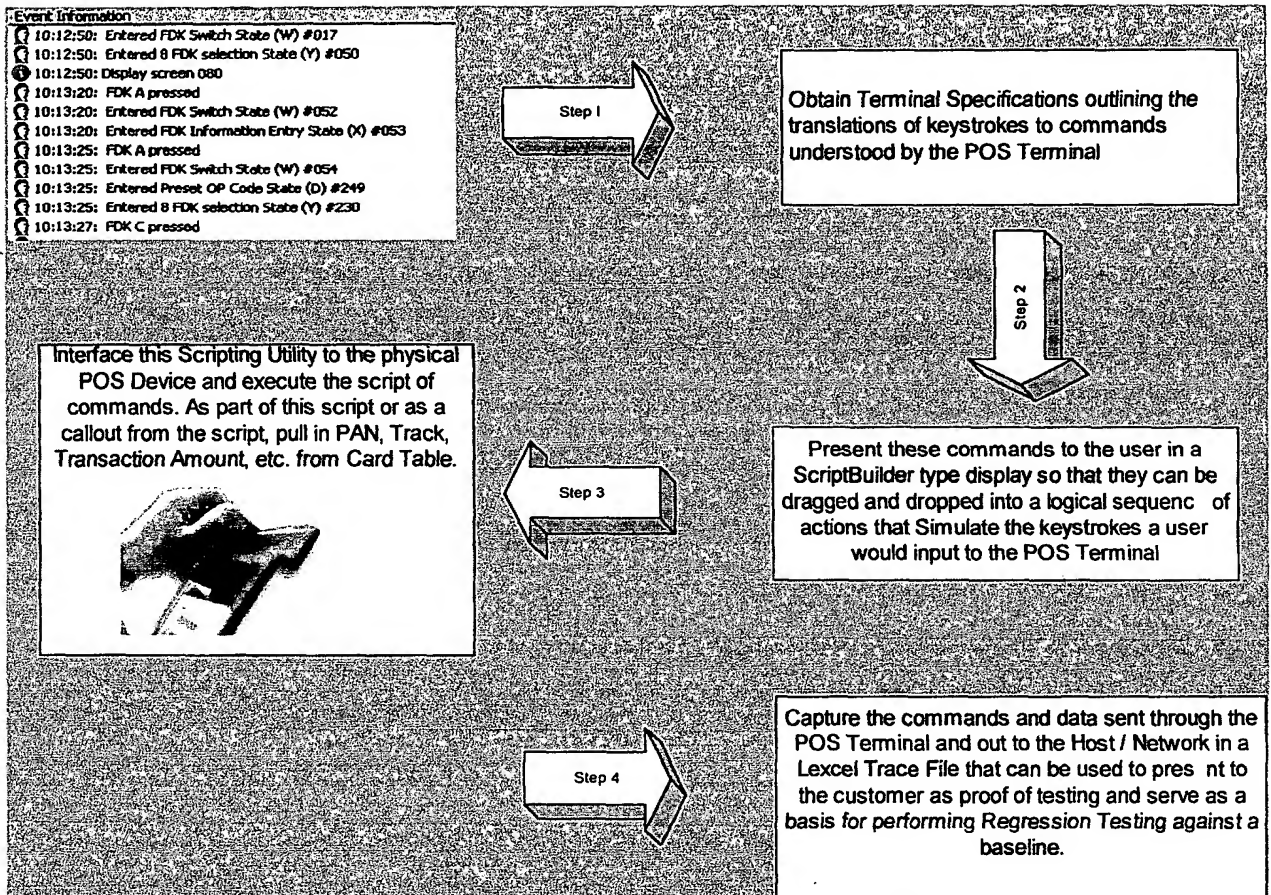 Event Information
10:12:50: Entered FDK Switch State (W) #017
10:12:50: Entered 8 FDK selection State (Y) #050
10:12:50: Display screen 080
10:13:20: FDK A pressed
10:13:20: Entered FDK Switch State (W) #052
10:13:20: Entered FDK Information Entry State (X) #053
10:13:25: FDK A pressed
10:13:25: Entered FDK Switch State (W) #054
10:13:25: Entered Preset OP Code State (D) #249
10:13:25: Entered 8 FDK selection State (Y) #230
10:13:27: FDK C pressed
Step 1
Obtain Terminal Specifications outlining the
translations of keystrokes to commands
understood by the POS Terminal
Step 2
Present these commands to the user in a
ScriptBuilder type display so that they can be
dragged and dropped into a logical sequenc of
actions that Simulate the keystrokes a user
would input to the POS Terminal
Step 3
Interface this Scripting Utility to the physical
POS Device and execute the script of
commands. As part of this script or as a
callout from the script, pull in PAN, Track,
Transaction Amount, etc. from Card Table.
Step 4
Capture the commands and data sent through the
POS Terminal and out to the Host / Network in a
Lexcel Trace File that can be used to pres nt to
the customer as proof of testing and serve as a
basis for performing Regression Testing against a
baseline.